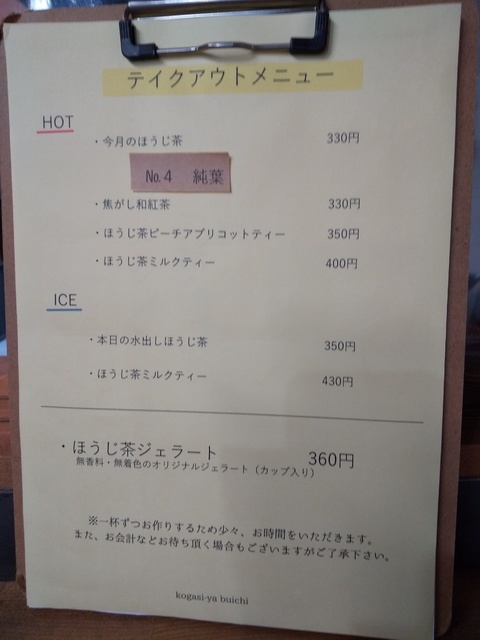 テイクアウトメニュー
HOT
・今月のほうじ茶 330円
№4 純葉
・焦がし和紅茶 330円
・ほうじ茶ピーチアプリコットティー 350円
・ほうじ茶ミルクティー 400円
ICE
・本日の水出しほうじ茶 350円
・ほうじ茶ミルクティー 430円
・ほうじ茶ジェラート 360円
無香料・無着色のオリジナルジェラート（カップ入り）
※一杯ずつお作りするため少々、お時間をいただきます。
また、お会計などお待ち頂く場合もございますがご了承下さい。
kogasi-ya buichi